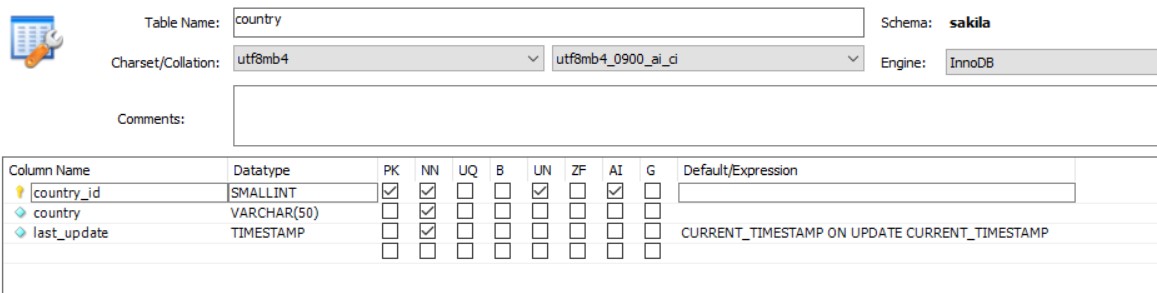 Table Name: country Schema: sakila
Charset/Collation: utf8mb4 utf8mb4_0900_ai_ci Engine: InnoDB
Comments:
Column Name Datatype PK NN UQ B UN ZF AI G Default/Expression
country_id SMALLINT
country VARCHAR(50)
last_update TIMESTAMP CURRENT_TIMESTAMP ON UPDATE CURRENT_TIMESTAMP